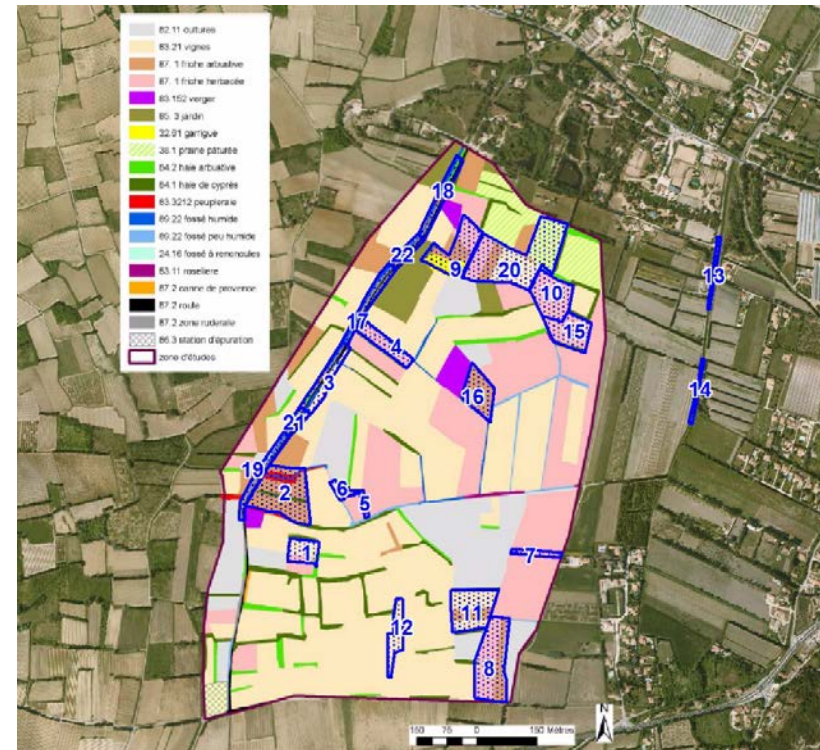 82.11 cultures
83.21 vignes
87. 1 friche arbustive
87. 1 friche herbacée
83.152 verger
85. 3 jardin
32.61 garrigue
38.1 prairie paturée
84.2 haie arbustive
84.1 haie de cyprès
83.3212 peupleraie
89.22 fossé humide
89.22 fossé peu humide
24.16 fossé à renoncules
53.11 roselière
87.2 canne de provence
87.2 route
87.2 zone rudérale
86.3 station d'épuration
zone d'études
18
22
9
20
10
13
17
4
15
14
3
16
21
19
2
6
5
1
7
11
12
8
150 75 0 150 Mètres
N